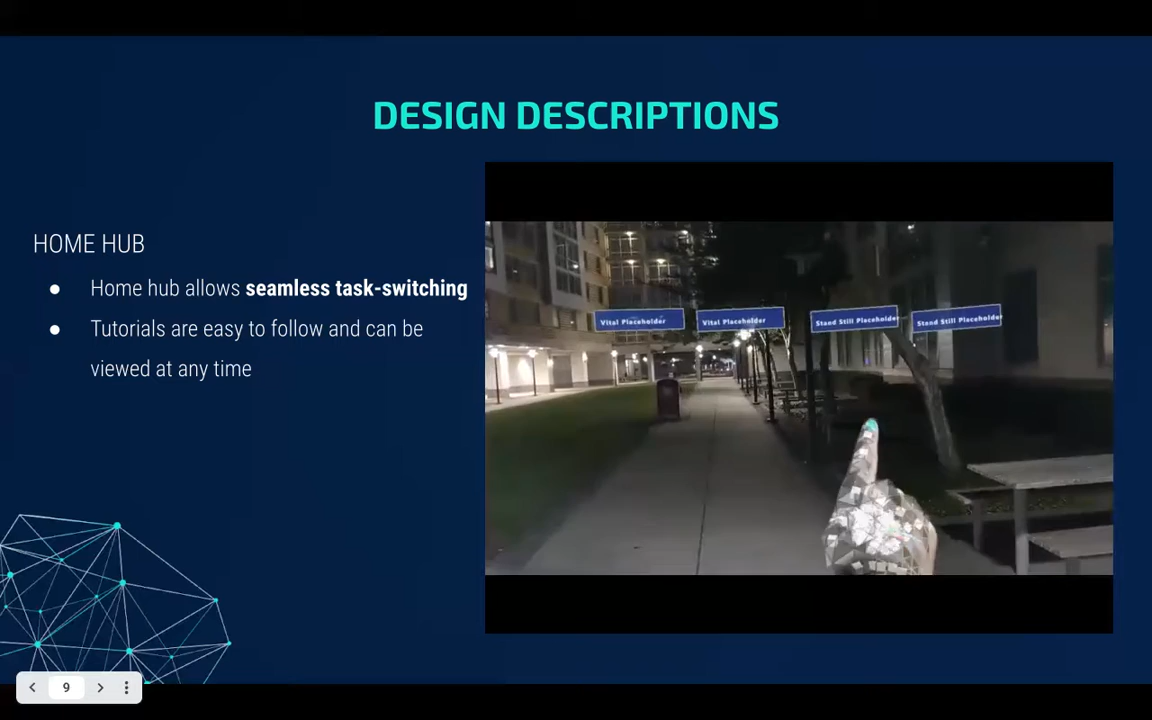 DESIGN DESCRIPTIONS
HOME HUB
● Home hub allows seamless task-switching
● Tutorials are easy to follow and can be
viewed at any time
Vital Placeholder
Vital Placeholder
Stand Still Placeholder
Stand Still Placeholder
9